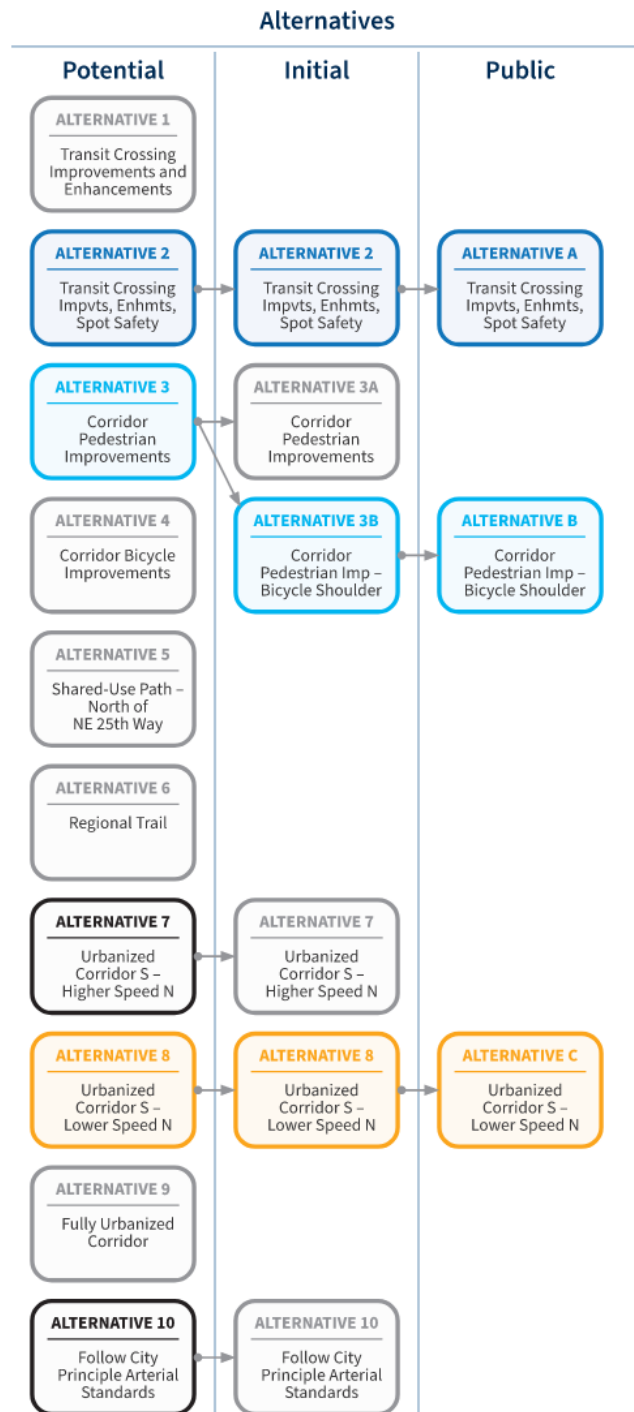 Alternatives
Potential
Initial
Public
ALTERNATIVE 1
Transit Crossing
Improvements and
Enhancements
ALTERNATIVE 2
Transit Crossing
Impvts, Enhmts,
Spot Safety
ALTERNATIVE 2
Transit Crossing
Impvts, Enhmts,
Spot Safety
ALTERNATIVE A
Transit Crossing
Impvts, Enhmts,
Spot Safety
ALTERNATIVE 3
Corridor
Pedestrian
Improvements
ALTERNATIVE 3A
Corridor
Pedestrian
Improvements
ALTERNATIVE 4
Corridor Bicycle
Improvements
ALTERNATIVE 3B
Corridor
Pedestrian Imp –
Bicycle Shoulder
ALTERNATIVE B
Corridor
Pedestrian Imp –
Bicycle Shoulder
ALTERNATIVE 5
Shared-Use Path –
North of
NE 25th Way
ALTERNATIVE 6
Regional Trail
ALTERNATIVE 7
Urbanized
Corridor S –
Higher Speed N
ALTERNATIVE 7
Urbanized
Corridor S –
Higher Speed N
ALTERNATIVE 8
Urbanized
Corridor S –
Lower Speed N
ALTERNATIVE 8
Urbanized
Corridor S –
Lower Speed N
ALTERNATIVE C
Urbanized
Corridor S –
Lower Speed N
ALTERNATIVE 9
Fully Urbanized
Corridor
ALTERNATIVE 10
Follow City
Principle Arterial
Standards
ALTERNATIVE 10
Follow City
Principle Arterial
Standards